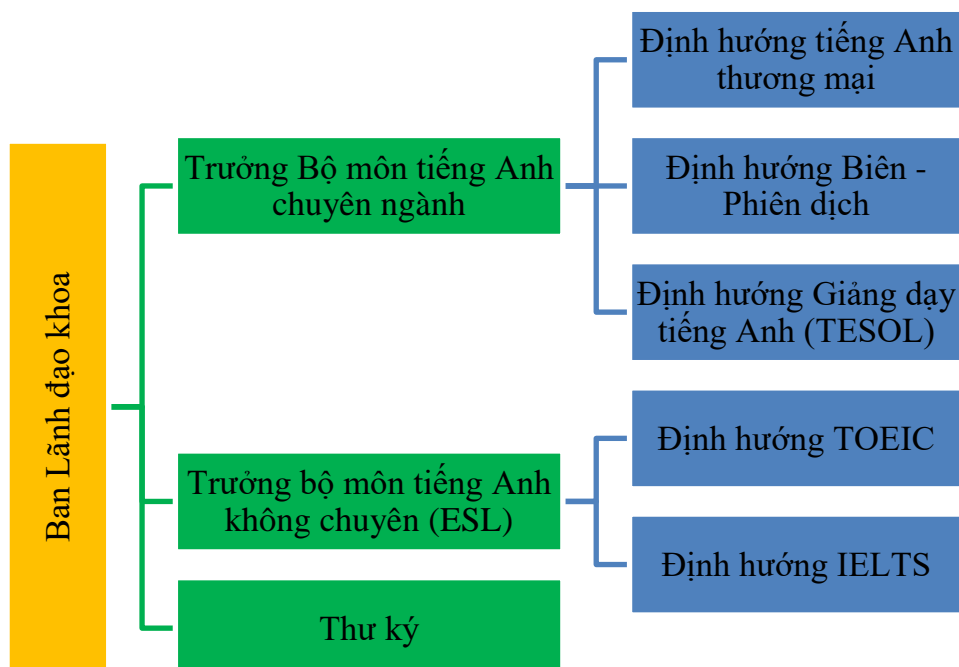 Ban Lãnh đạo khoa
Trưởng Bộ môn tiếng Anh
chuyên ngành
Định hướng tiếng Anh
thương mại
Định hướng Biên -
Phiên dịch
Định hướng Giảng dạy
tiếng Anh (TESOL)
Trưởng bộ môn tiếng Anh
không chuyên (ESL)
Định hướng TOEIC
Định hướng IELTS
Thư ký